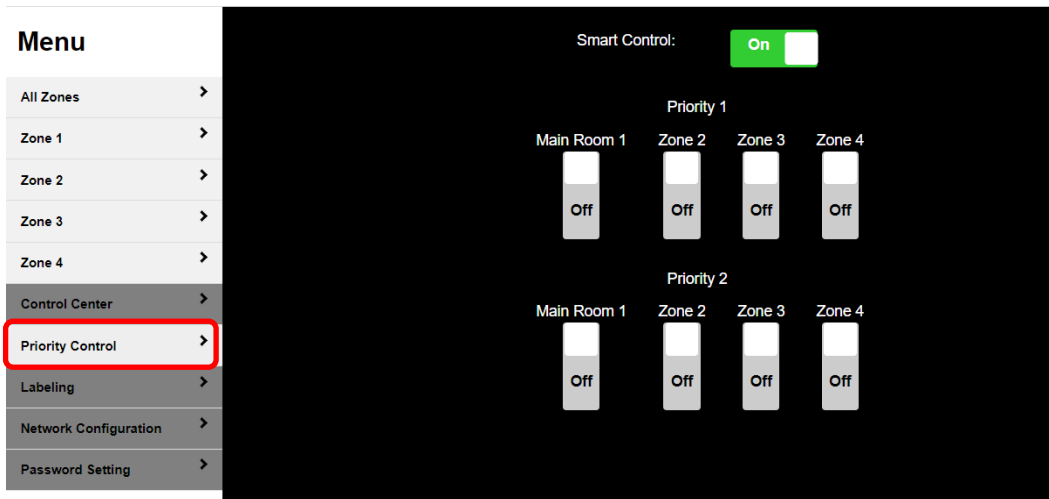 Menu
All Zones
Zone 1
Zone 2
Zone 3
Zone 4
Control Center
Priority Control
Labeling
Network Configuration
Password Setting
Smart Control: On
Priority 1
Main Room 1 Zone 2 Zone 3 Zone 4
Off Off Off Off
Priority 2
Main Room 1 Zone 2 Zone 3 Zone 4
Off Off Off Off